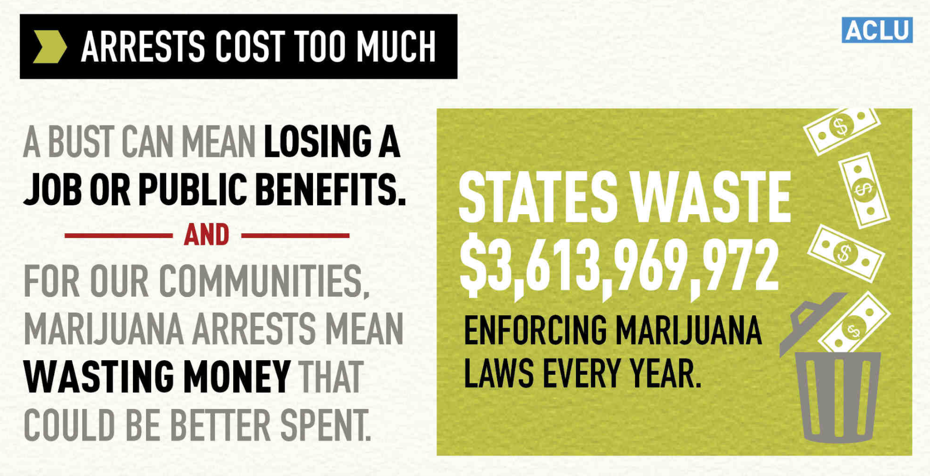 ARRESTS COST TOO MUCH
ACLU
A BUST CAN MEAN LOSING A
JOB OR PUBLIC BENEFITS.
AND
FOR OUR COMMUNITIES,
MARIJUANA ARRESTS MEAN
WASTING MONEY THAT
COULD BE BETTER SPENT.
STATES WASTE
$3,613,969,972
ENFORCING MARIJUANA
LAWS EVERY YEAR.
$
$
$
$